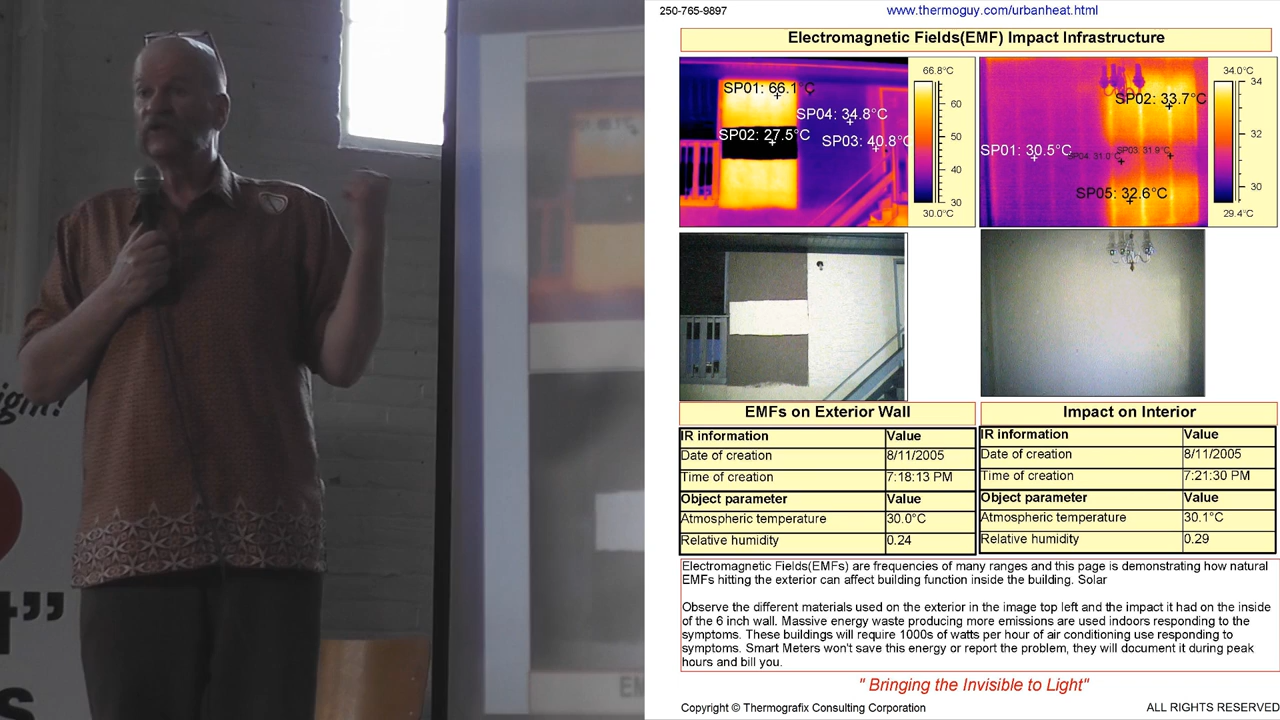 250-765-9897
www.thermoguy.com/urbanheat.html
Electromagnetic Fields(EMF) Impact Infrastructure
SP01: 66.1°C
SP04: 34.8°C
SP02: 27.5°C
SP03: 40.8°C
66.8°C
60
50
40
30
30.0°C
SP02: 33.7°C
SP01: 30.5°C
SP04: 31.0°C
SP03: 31.9°C
SP05: 32.6°C
34.0°C
34
32
30
29.4°C
EMFs on Exterior Wall
IR information Value
Date of creation 8/11/2005
Time of creation 7:18:13 PM
Object parameter Value
Atmospheric temperature 30.0°C
Relative humidity 0.24
Impact on Interior
IR information Value
Date of creation 8/11/2005
Time of creation 7:21:30 PM
Object parameter Value
Atmospheric temperature 30.1°C
Relative humidity 0.29
Electromagnetic Fields(EMFs) are frequencies of many ranges and this page is demonstrating how natural
EMFs hitting the exterior can affect building function inside the building. Solar
Observe the different materials used on the exterior in the image top left and the impact it had on the inside
of the 6 inch wall. Massive energy waste producing more emissions are used indoors responding to the
symptoms. These buildings will require 1000s of watts per hour of air conditioning use responding to
symptoms. Smart Meters won't save this energy or report the problem, they will document it during peak
hours and bill you.
" Bringing the Invisible to Light"
Copyright © Thermografix Consulting Corporation
ALL RIGHTS RESERVED